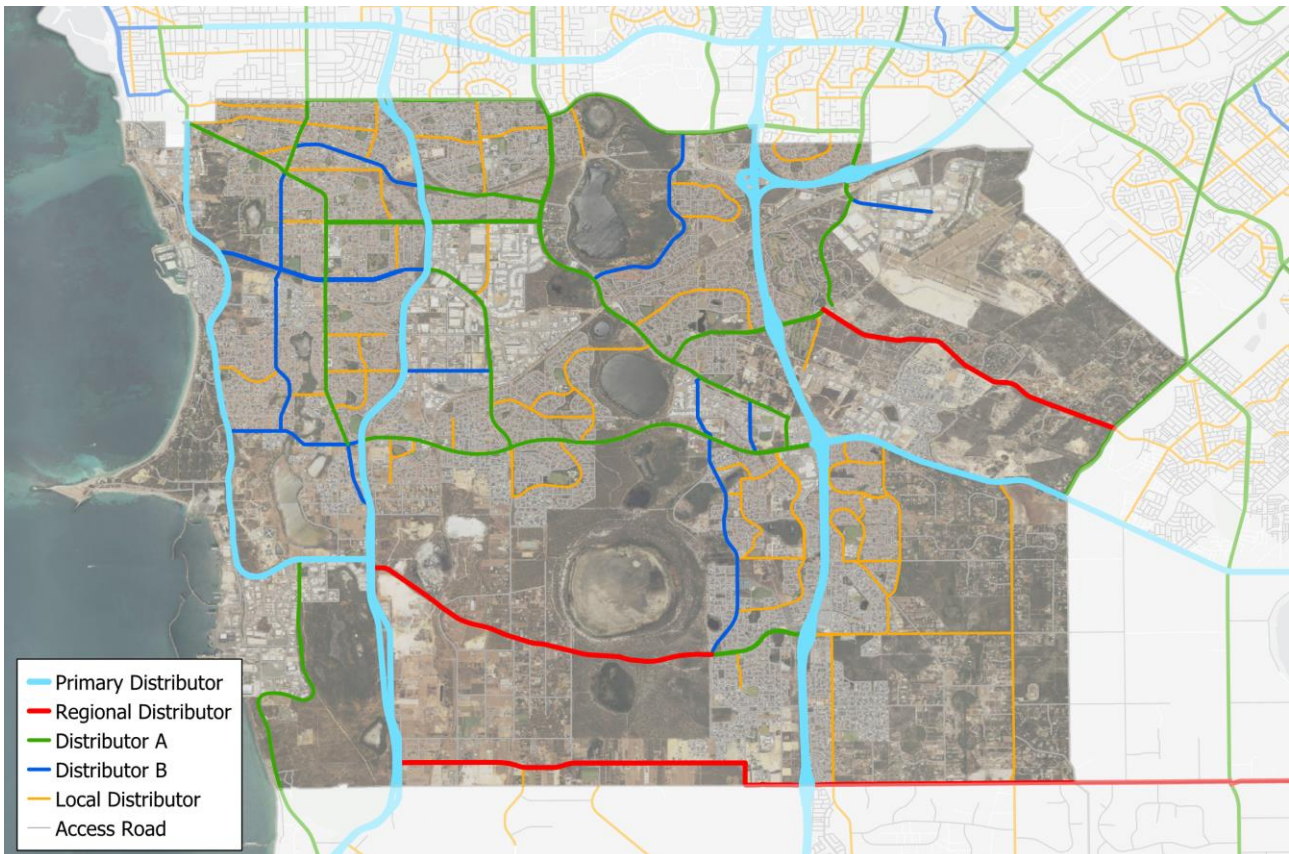 Primary Distributor
Regional Distributor
Distributor A
Distributor B
Local Distributor
Access Road